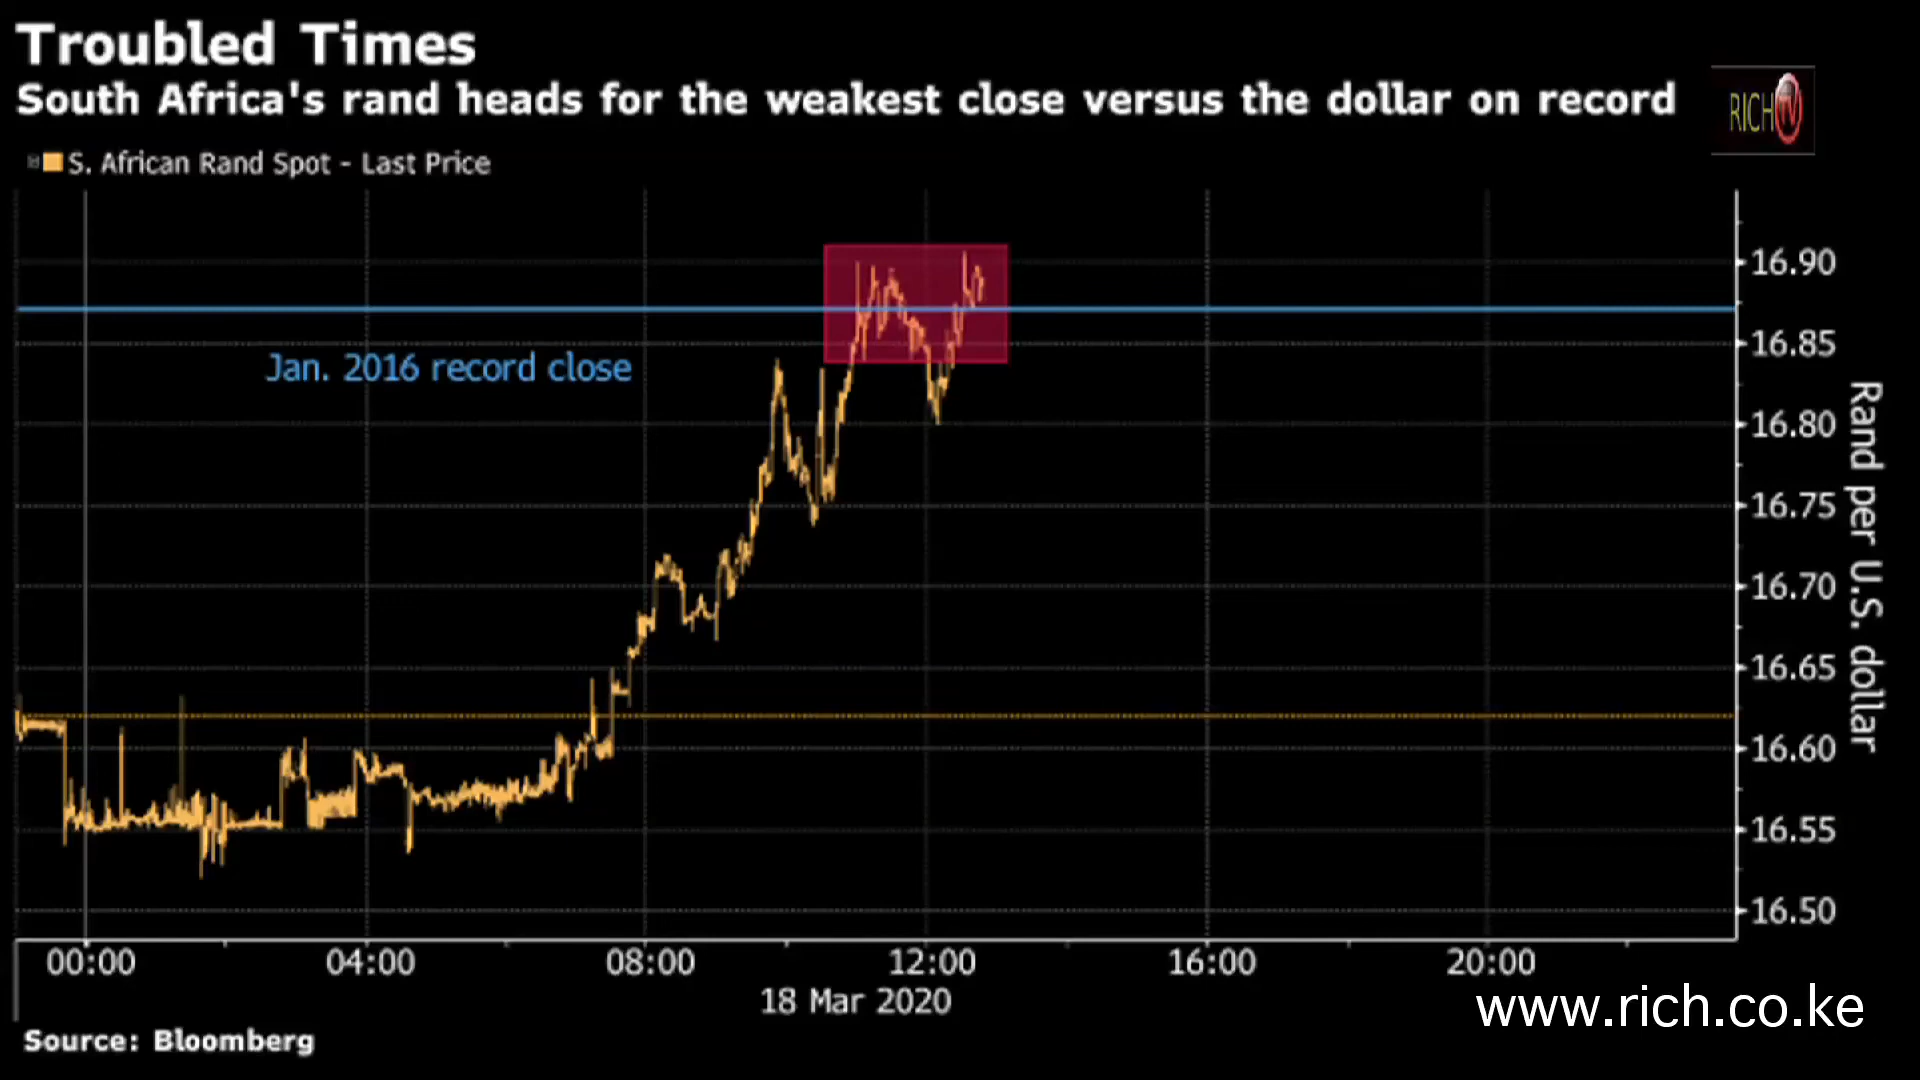 Troubled Times
South Africa's rand heads for the weakest close versus the dollar on record
RICH TV
S. African Rand Spot - Last Price
16.90
Jan. 2016 record close
16.85
16.80
16.75
16.70
16.65
16.60
16.55
16.50
Rand per U.S. dollar
00:00 04:00 08:00 12:00 16:00 20:00
18 Mar 2020
www.rich.co.ke
Source: Bloomberg